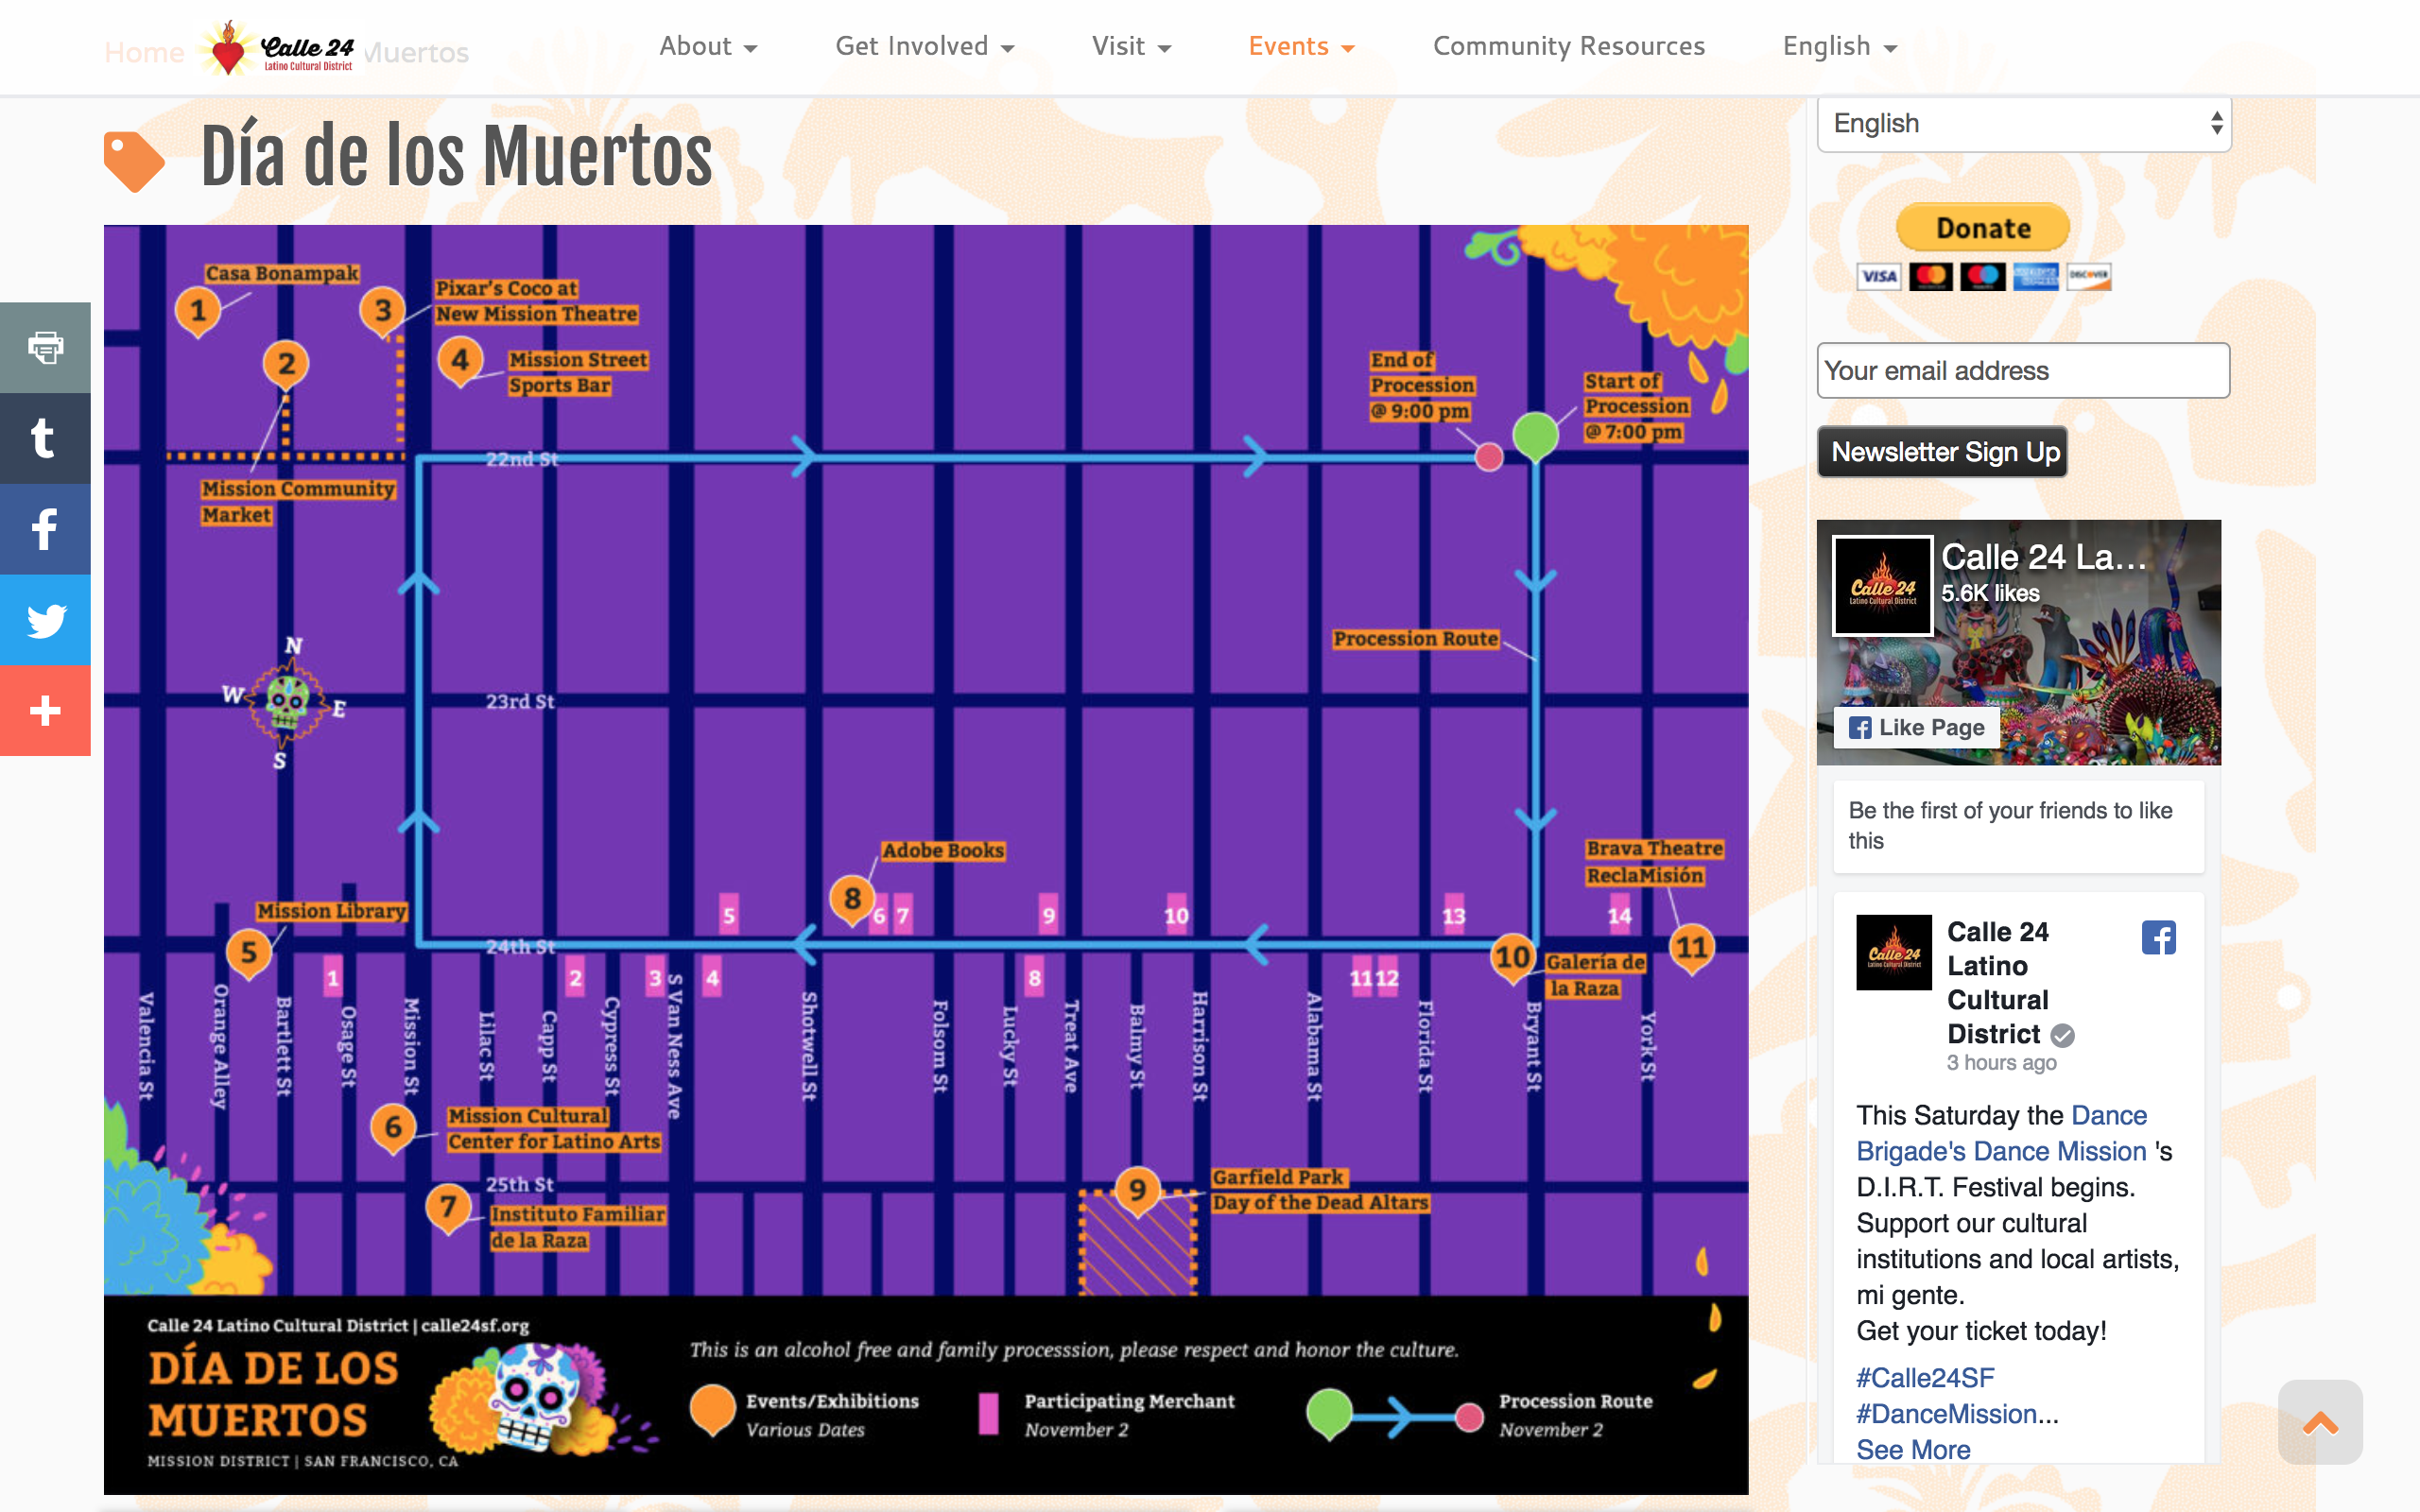 Home
Calle 24
Latino Cultural District
Muertos
About
Get Involved
Visit
Events
Community Resources
English
Día de los Muertos
Casa Bonampak
1
2
3
Pixar's Coco at
New Mission Theatre
4
Mission Street
Sports Bar
End of
Procession
@ 9:00 pm
Start of
Procession
@ 7:00 pm
22nd St
Mission Community
Market
Procession Route
N
W
E
S
23rd St
Adobe Books
Brava Theatre
ReclaMisión
Mission Library
5
8
6
7
9
10
13
14
5
24th St
10
11
Galería de
la Raza
1
2
3
4
8
11
12
Valencia St
Orange Alley
Bartlett St
Osage St
Mission St
Lilac St
Capp St
Cypress St
S Van Ness Ave
Shotwell St
Folsom St
Lucky St
Treat Ave
Balmy St
Harrison St
Alabama St
Florida St
Bryant St
York St
6
Mission Cultural
Center for Latino Arts
25th St
7
Instituto Familiar
de la Raza
9
Garfield Park
Day of the Dead Altars
Calle 24 Latino Cultural District | calle24sf.org
DÍA DE LOS
MUERTOS
MISSION DISTRICT | SAN FRANCISCO, CA
This is an alcohol free and family processsion, please respect and honor the culture.
Events/Exhibitions
Various Dates
Participating Merchant
November 2
Procession Route
November 2
English
Donate
VISA
AMERICAN EXPRESS
DISCOVER
Your email address
Newsletter Sign Up
Calle 24
Latino Cultural District
Calle 24 La...
5.6K likes
Like Page
Be the first of your friends to like
this
Calle 24
Latino Cultural District
Calle 24
Latino
Cultural
District
3 hours ago
This Saturday the Dance
Brigade's Dance Mission 's
D.I.R.T. Festival begins.
Support our cultural
institutions and local artists,
mi gente.
Get your ticket today!
#Calle24SF
#DanceMission...
See More